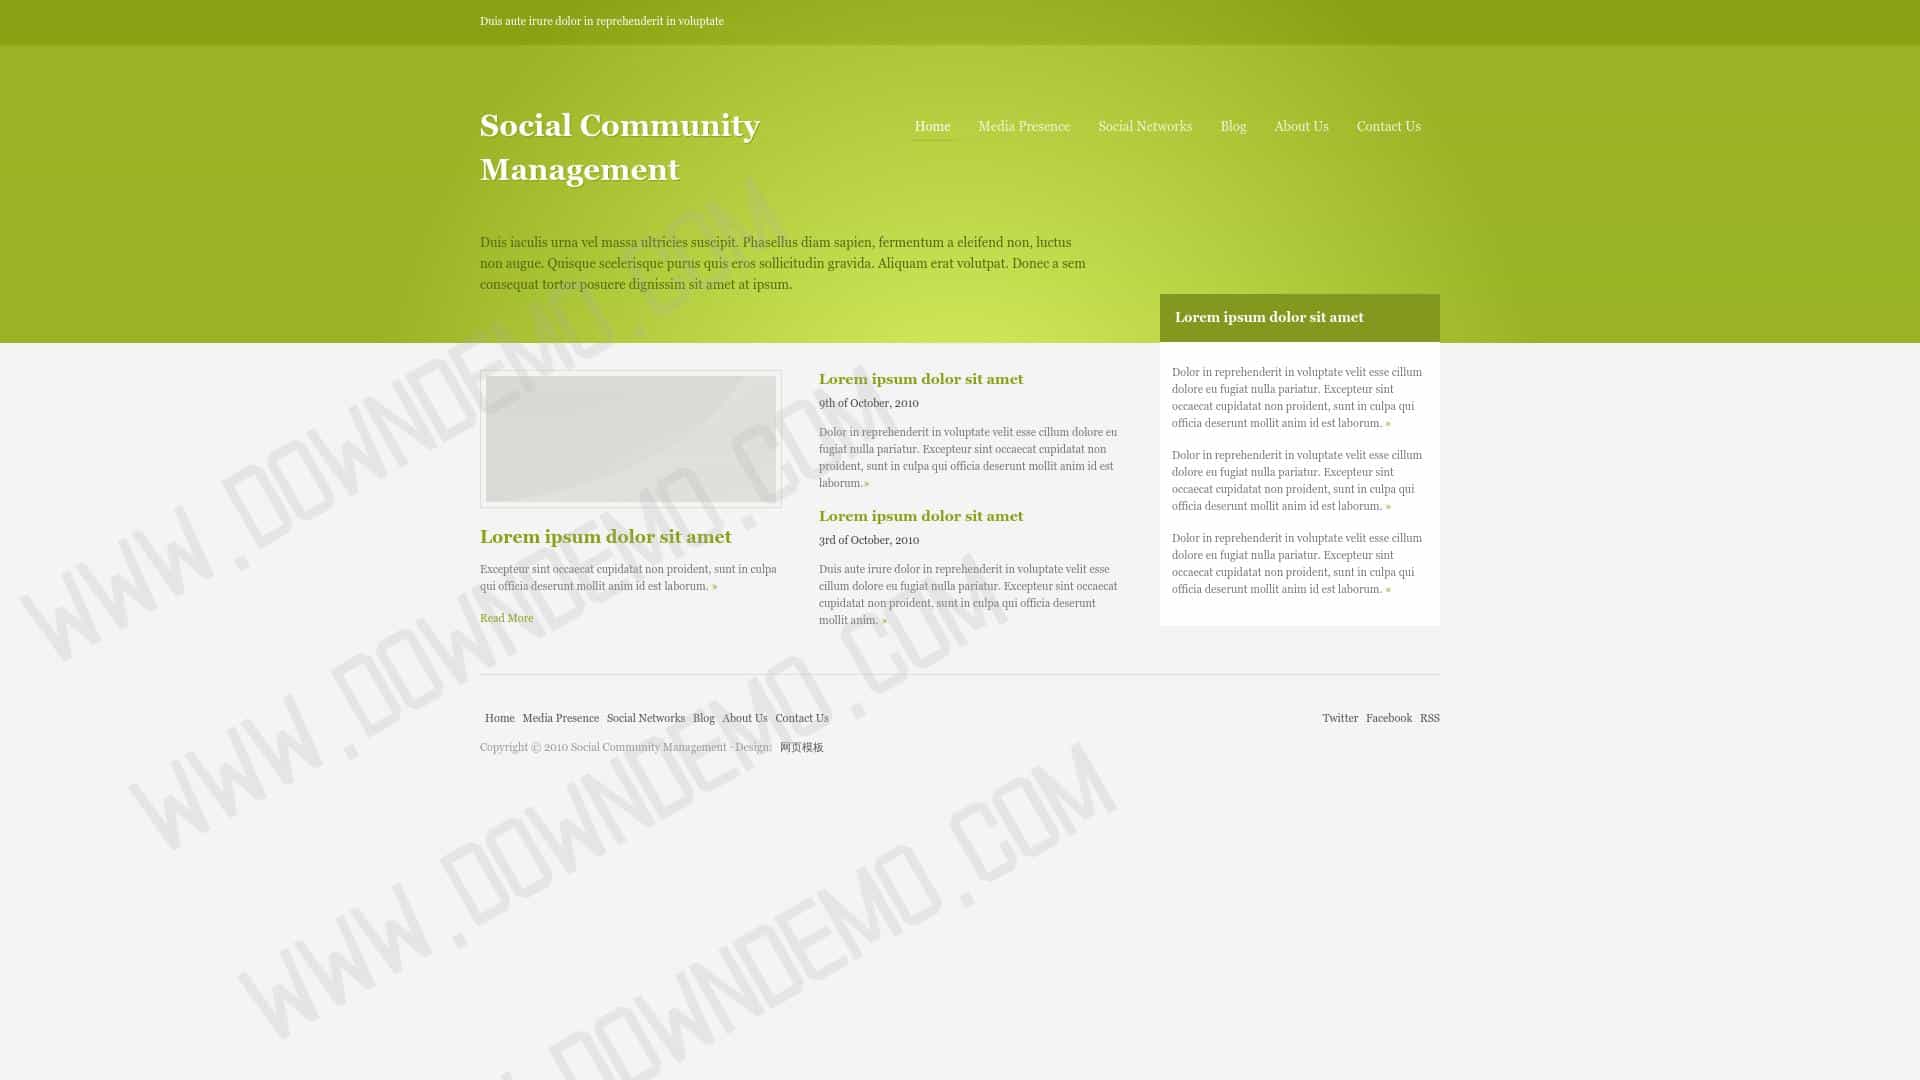 Duis aute irure dolor in reprehenderit in voluptate
Social Community
Management
Home Media Presence Social Networks Blog About Us Contact Us
Duis iaculis urna vel massa ultricies suscipit. Phasellus diam sapien, fermentum a eleifend non, luctus
non augue. Quisque scelerisque purus quis eros sollicitudin gravida. Aliquam erat volutpat. Donec a sem
consequat tortor posuere dignissim sit amet at ipsum.
Lorem ipsum dolor sit amet
Excepteur sint occaecat cupidatat non proident, sunt in culpa
qui officia deserunt mollit anim id est laborum. »
Read More
Lorem ipsum dolor sit amet
9th of October, 2010
Dolor in reprehenderit in voluptate velit esse cillum dolore eu
fugiat nulla pariatur. Excepteur sint occaecat cupidatat non
proident, sunt in culpa qui officia deserunt mollit anim id est
laborum.»
Lorem ipsum dolor sit amet
3rd of October, 2010
Duis aute irure dolor in reprehenderit in voluptate velit esse
cillum dolore eu fugiat nulla pariatur. Excepteur sint occaecat
cupidatat non proident, sunt in culpa qui officia deserunt
mollit anim. »
Lorem ipsum dolor sit amet
Dolor in reprehenderit in voluptate velit esse cillum
dolore eu fugiat nulla pariatur. Excepteur sint
occaecat cupidatat non proident, sunt in culpa qui
officia deserunt mollit anim id est laborum. »
Dolor in reprehenderit in voluptate velit esse cillum
dolore eu fugiat nulla pariatur. Excepteur sint
occaecat cupidatat non proident, sunt in culpa qui
officia deserunt mollit anim id est laborum. »
Dolor in reprehenderit in voluptate velit esse cillum
dolore eu fugiat nulla pariatur. Excepteur sint
occaecat cupidatat non proident, sunt in culpa qui
officia deserunt mollit anim id est laborum. »
Home Media Presence Social Networks Blog About Us Contact Us
Twitter Facebook RSS
Copyright © 2010 Social Community Management - Design: 网页模板
WWW.DOWNDEMO.COM
WWW.DOWNDEMO.COM
WWW.DOWNDEMO.COM
DOWNDEMO.COM